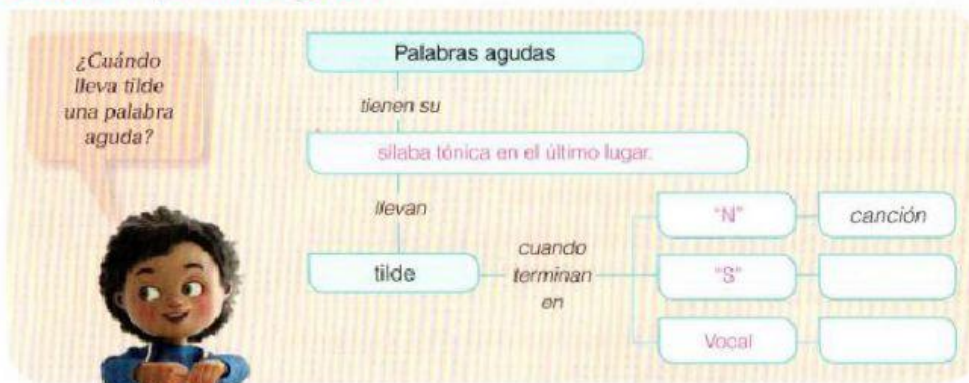 ¿Cuándo
lleva tilde
una palabra
aguda?
Palabras agudas
tienen su
sílaba tónica en el último lugar.
llevan
tilde
cuando
terminan
en
"N"
canción
"S"
Vocal